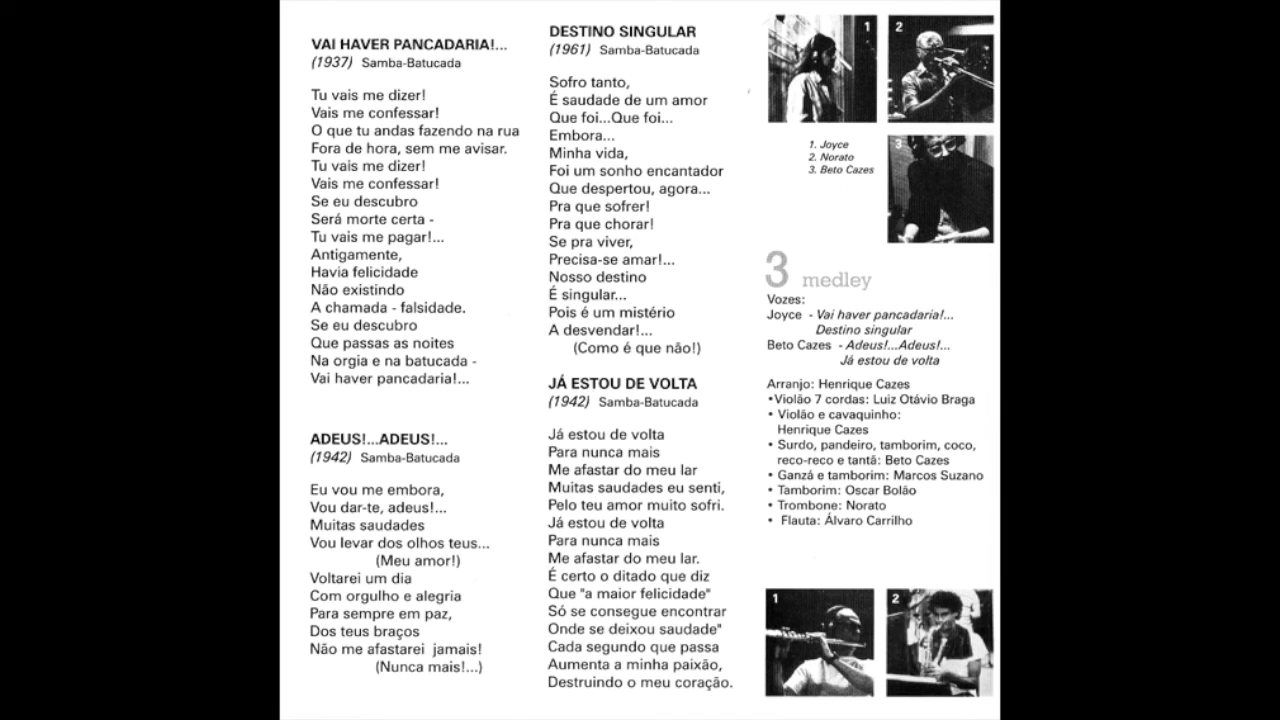 VAI HAVER PANCADARIA!...
(1937) Samba-Batucada
Tu vais me dizer!
Vais me confessar!
O que tu andas fazendo na rua
Fora de hora, sem me avisar.
Tu vais me dizer!
Vais me confessar!
Se eu descubro
Será morte certa -
Tu vais me pagar!...
Antigamente,
Havia felicidade
Não existindo
A chamada - falsidade.
Se eu descubro
Que passas as noites
Na orgia e na batucada -
Vai haver pancadaria!...
ADEUS!...ADEUS!...
(1942) Samba-Batucada
Eu vou me embora,
Vou dar-te, adeus!...
Muitas saudades
Vou levar dos olhos teus...
(Meu amor!)
Voltarei um dia
Com orgulho e alegria
Para sempre em paz,
Dos teus braços
Não me afastarei jamais!
(Nunca mais!...)
DESTINO SINGULAR
(1961) Samba-Batucada
Sofro tanto,
É saudade de um amor
Que foi...Que foi...
Embora...
Minha vida,
Foi um sonho encantador
Que despertou, agora...
Pra que sofrer!
Pra que chorar!
Se pra viver,
Precisa-se amar!...
Nosso destino
É singular...
Pois é um mistério
A desvendar!...
(Como é que não!)
JÁ ESTOU DE VOLTA
(1942) Samba-Batucada
Já estou de volta
Para nunca mais
Me afastar do meu lar
Muitas saudades eu senti,
Pelo teu amor muito sofri.
Já estou de volta
Para nunca mais
Me afastar do meu lar.
É certo o ditado que diz
Que "a maior felicidade"
Só se consegue encontrar
Onde se deixou saudade"
Cada segundo que passa
Aumenta a minha paixão,
Destruindo o meu coração.
1
2
3
1. Joyce
2. Norato
3. Beto Cazes
3 medley
Vozes:
Joyce - Vai haver pancadaria!...
Destino singular
Beto Cazes - Adeus!...Adeus!...
Já estou de volta
Arranjo: Henrique Cazes
•Violão 7 cordas: Luiz Otávio Braga
• Violão e cavaquinho:
Henrique Cazes
• Surdo, pandeiro, tamborim, coco,
reco-reco e tantã: Beto Cazes
• Ganzá e tamborim: Marcos Suzano
• Tamborim: Oscar Bolão
• Trombone: Norato
• Flauta: Álvaro Carrilho
1
2